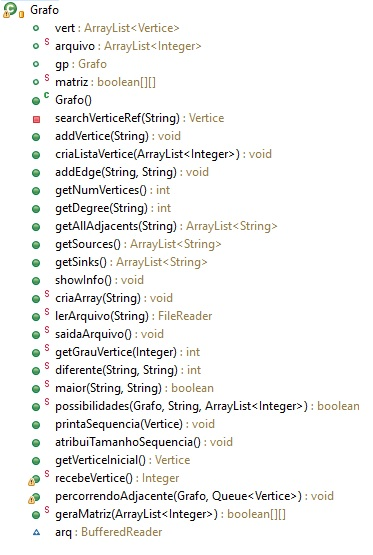 Grafo
vert : ArrayList<Vertice>
S arquivo : ArrayList<Integer>
gp : Grafo
S matriz : boolean[][]
C Grafo()
searchVerticeRef(String) : Vertice
addVertice(String) : void
criaListaVertice(ArrayList<Integer>) : void
addEdge(String, String) : void
getNumVertices() : int
getDegree(String) : int
getAllAdjacents(String) : ArrayList<String>
getSources() : ArrayList<String>
getSinks() : ArrayList<String>
showInfo() : void
S criaArray(String) : void
S lerArquivo(String) : FileReader
S saidaArquivo() : void
S getGrauVertice(Integer) : int
S diferente(String, String) : int
S maior(String, String) : boolean
S possibilidades(Grafo, String, ArrayList<Integer>) : boolean
printaSequencia(Vertice) : void
atribuiTamanhoSequencia() : void
getVerticeInicial() : Vertice
S recebeVertice() : Integer
percorrendoAdjacente(Grafo, Queue<Vertice>) : void
S geraMatriz(ArrayList<Integer>) : boolean[][]
arq : BufferedReader